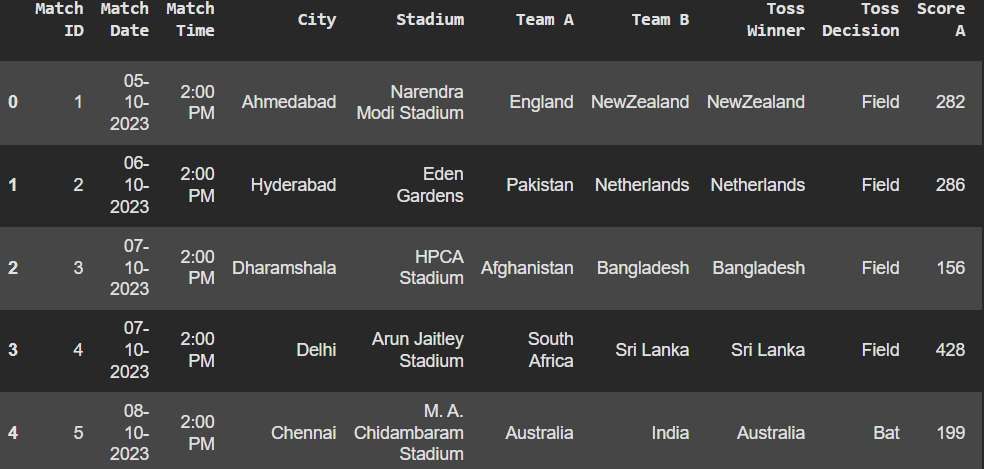 Match ID Match Date Match Time City Stadium Team A Team B Toss Winner Toss Decision Score A
0 1 05-10-2023 2:00 PM Ahmedabad Narendra Modi Stadium England NewZealand NewZealand Field 282
1 2 06-10-2023 2:00 PM Hyderabad Eden Gardens Pakistan Netherlands Netherlands Field 286
2 3 07-10-2023 2:00 PM Dharamshala HPCA Stadium Afghanistan Bangladesh Bangladesh Field 156
3 4 07-10-2023 2:00 PM Delhi Arun Jaitley Stadium South Africa Sri Lanka Sri Lanka Field 428
4 5 08-10-2023 2:00 PM Chennai M. A. Chidambaram Stadium Australia India Australia Bat 199